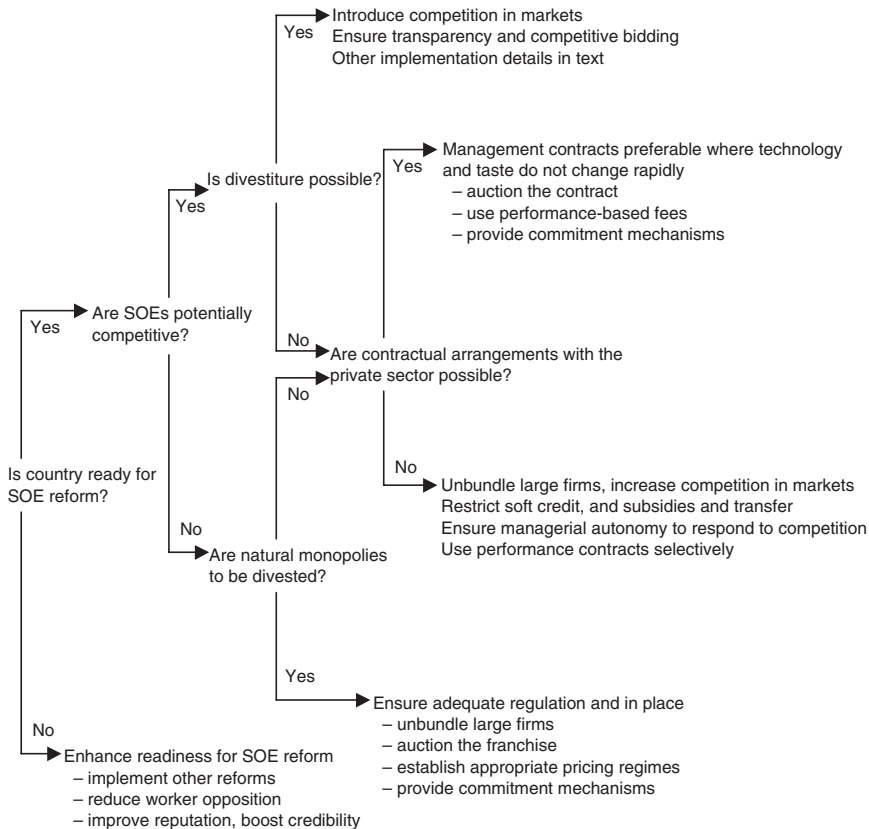 Introduce competition in markets
Yes
Ensure transparency and competitive bidding
Other implementation details in text
Management contracts preferable where technology
Yes
and taste do not change rapidly
– auction the contract
– use performance-based fees
– provide commitment mechanisms
Is divestiture possible?
Yes
Are SOEs potentially
competitive?
Yes
No
Are contractual arrangements with the
private sector possible?
No
Is country ready for
SOE reform?
No
Unbundle large firms, increase competition in markets
Restrict soft credit, and subsidies and transfer
Ensure managerial autonomy to respond to competition
Use performance contracts selectively
No
Are natural monopolies
to be divested?
Yes
Ensure adequate regulation and in place
– unbundle large firms
– auction the franchise
– establish appropriate pricing regimes
– provide commitment mechanisms
No
Enhance readiness for SOE reform
– implement other reforms
– reduce worker opposition
– improve reputation, boost credibility